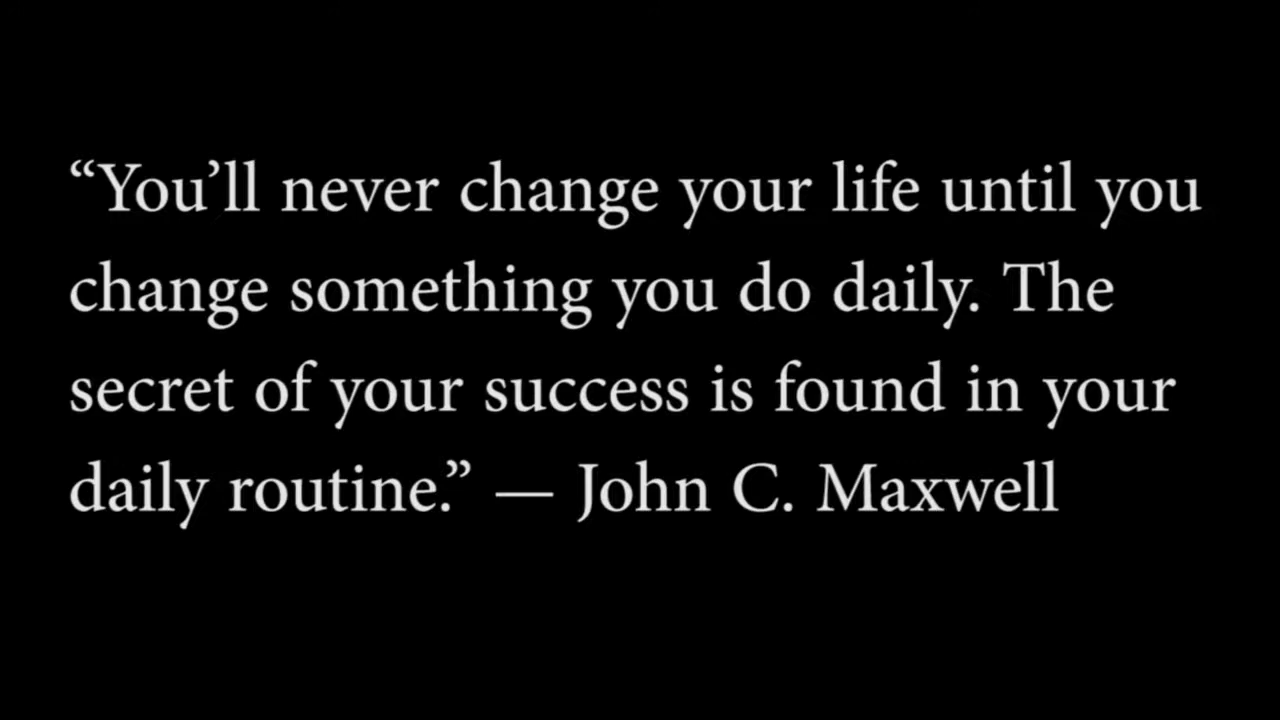 “You’ll never change your life until you
change something you do daily. The
secret of your success is found in your
daily routine.” — John C. Maxwell